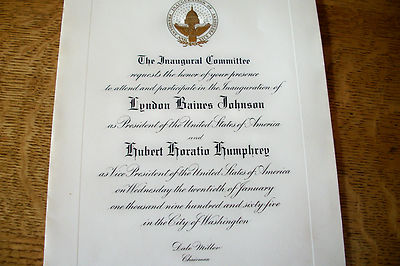 The Inaugural Committee
requests the honor of your presence
to attend and participate in the Inauguration of
Lyndon Baines Johnson
as President of the United States of America
and
Hubert Horatio Humphrey
as Vice President of the United States of America
on Wednesday the twentieth of January
one thousand nine hundred and sixty five
in the City of Washington
Dale Miller
Chairman